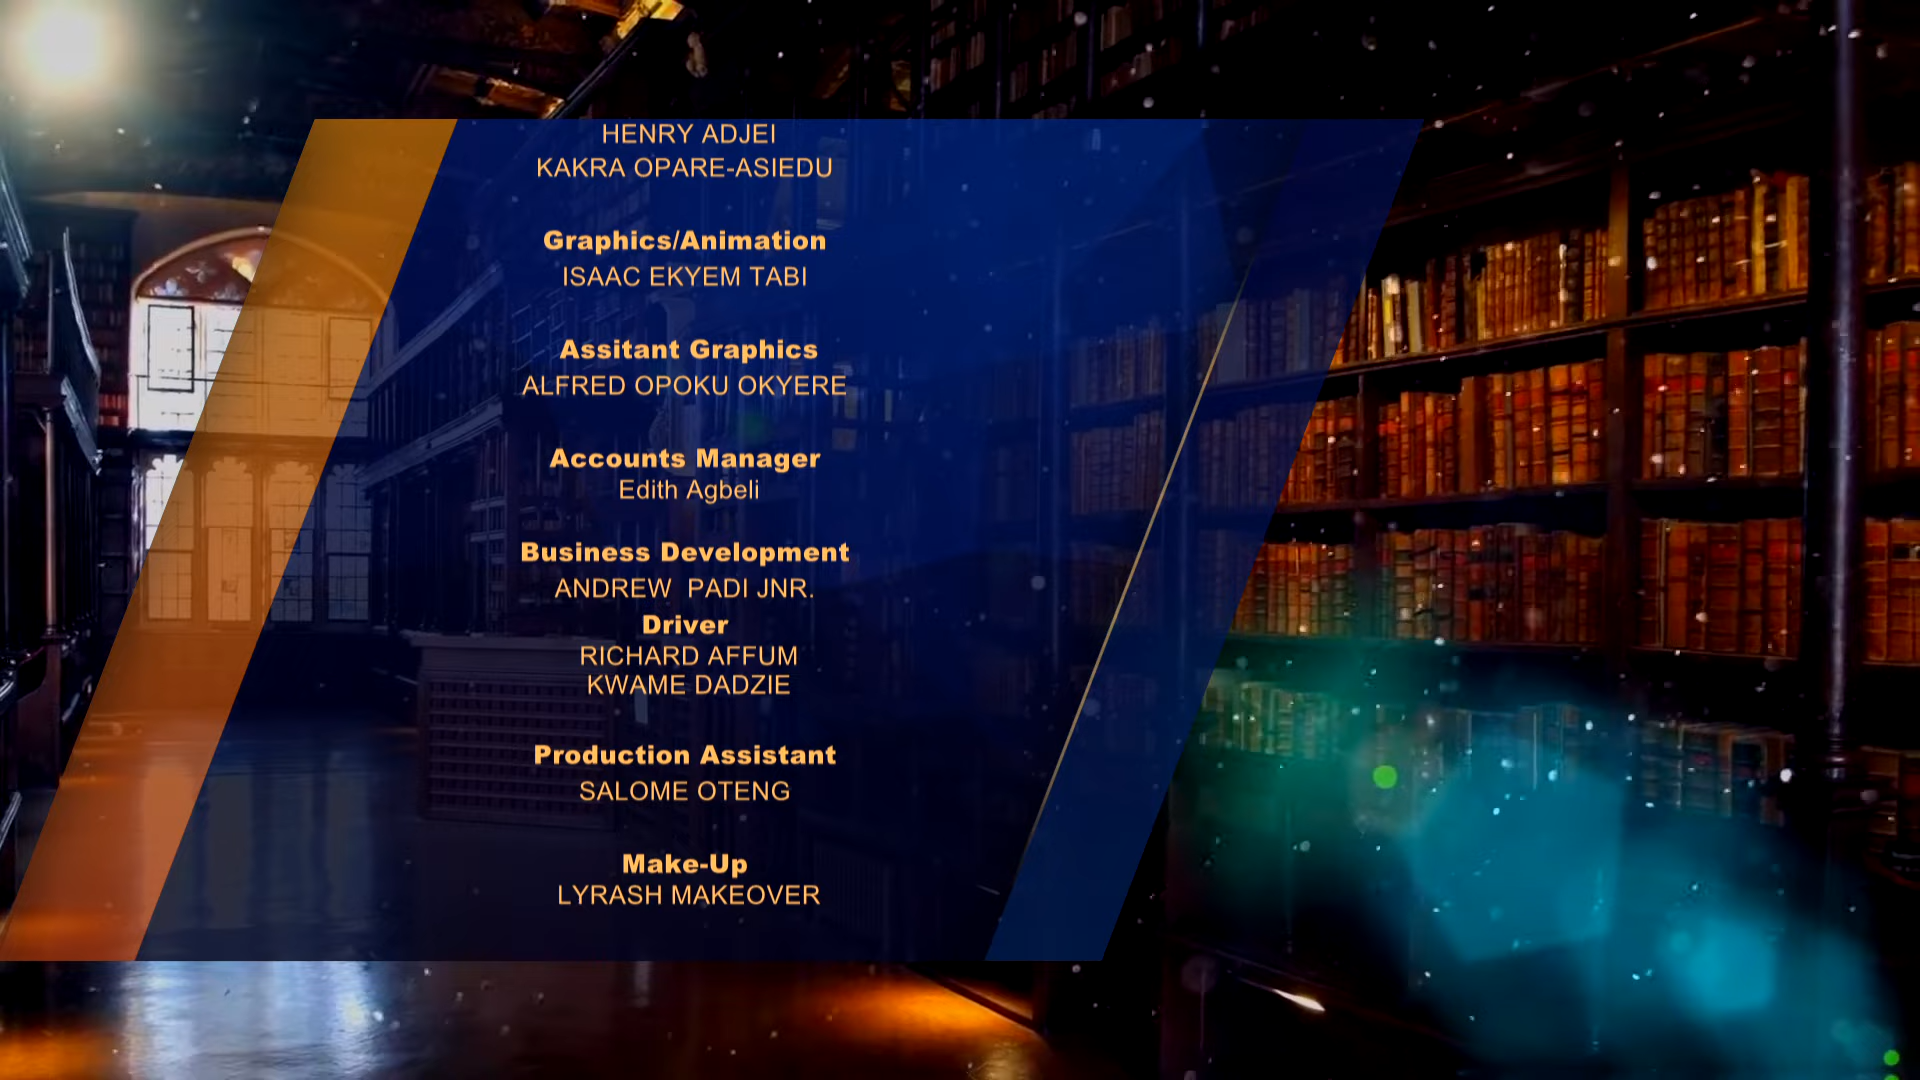 HENRY ADJEI
KAKRA OPARE-ASIEDU
Graphics/Animation
ISAAC EKYEM TABI
Assitant Graphics
ALFRED OPOKU OKYERE
Accounts Manager
Edith Agbeli
Business Development
ANDREW  PADI JNR.
Driver
RICHARD AFFUM
KWAME DADZIE
Production Assistant
SALOME OTENG
Make-Up
LYRASH MAKEOVER